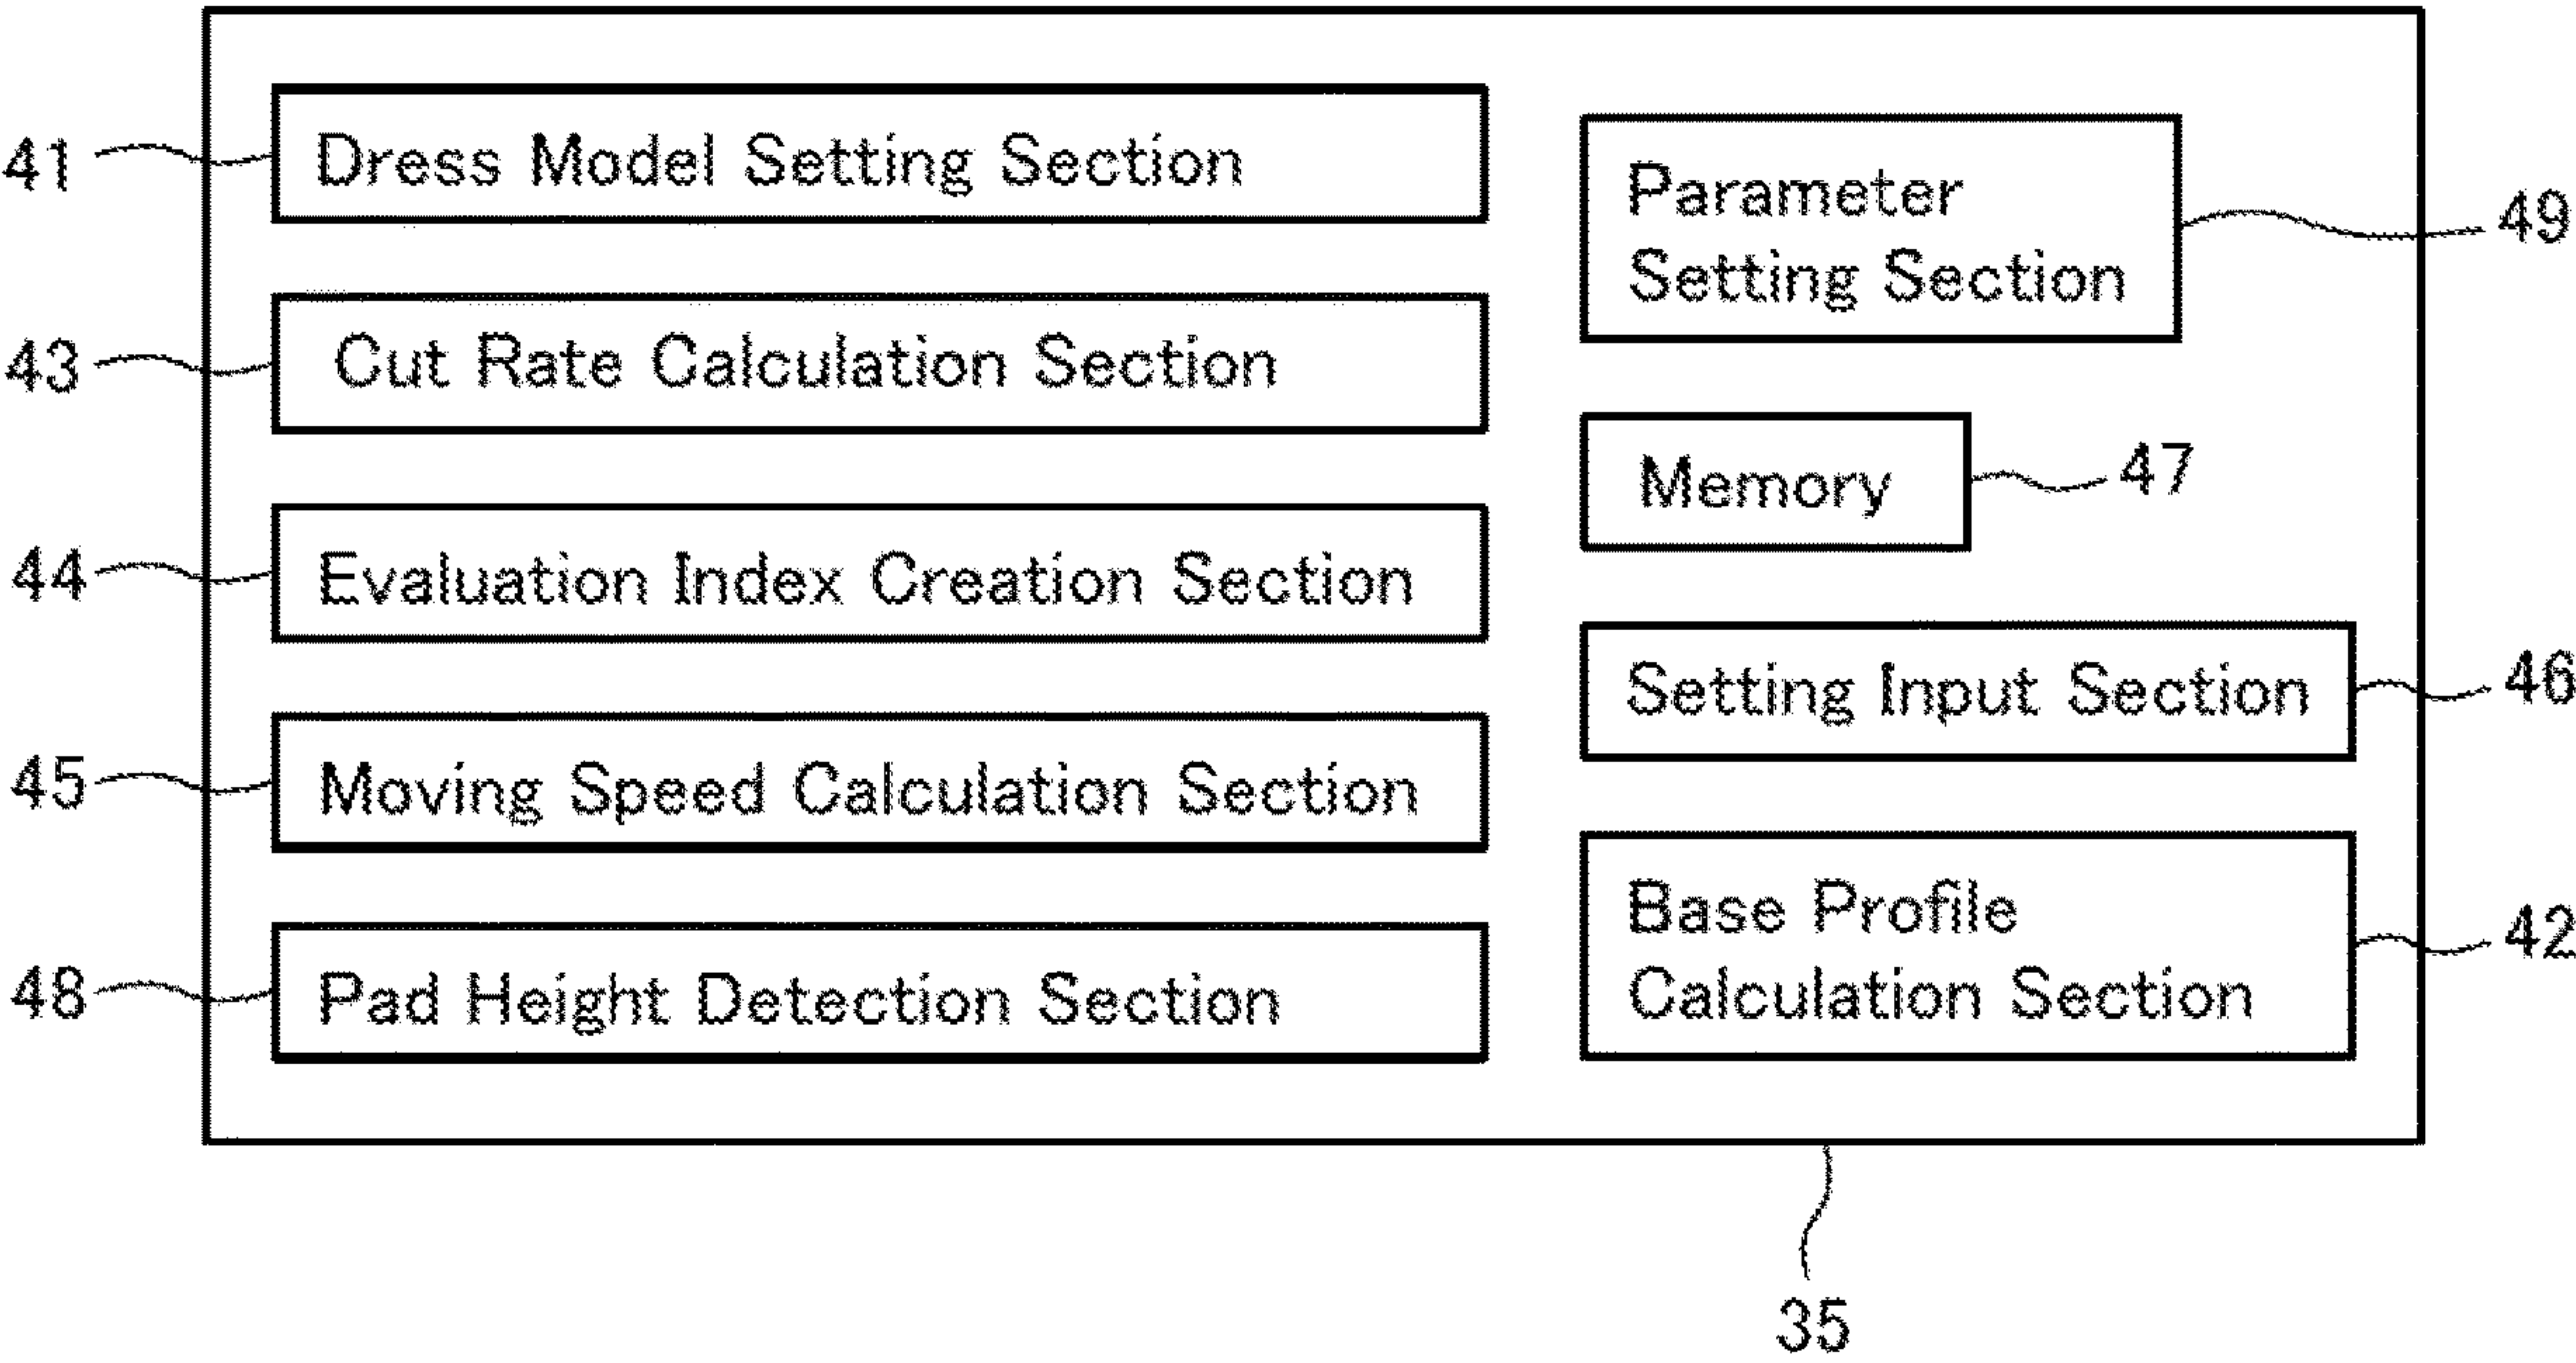 41
Dress Model Setting Section
43
Cut Rate Calculation Section
44
Evaluation Index Creation Section
45
Moving Speed Calculation Section
48
Pad Height Detection Section
Parameter
Setting Section
49
Memory
47
Setting Input Section
46
Base Profile
Calculation Section
42
35